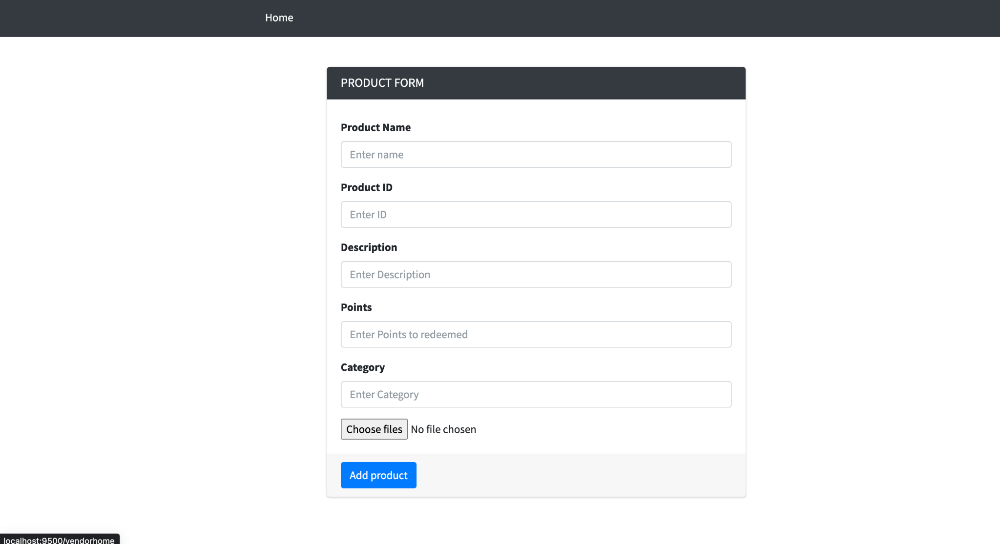 Home
PRODUCT FORM
Product Name
Enter name
Product ID
Enter ID
Description
Enter Description
Points
Enter Points to redeemed
Category
Enter Category
Choose files No file chosen
Add product
localhost:9500/vendorhome